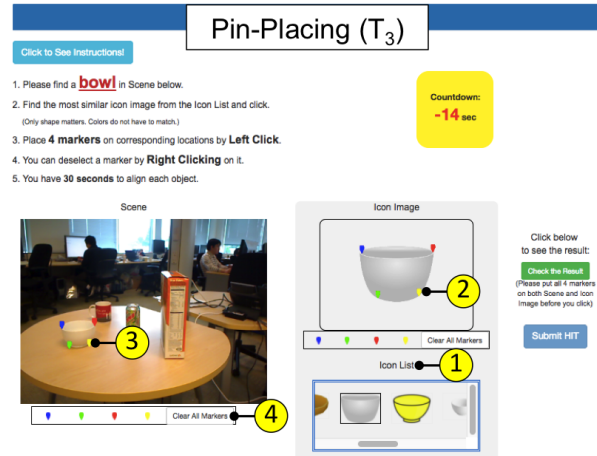 Pin-Placing (T3)
Click to See Instructions!
1. Please find a bowl in Scene below.
2. Find the most similar icon image from the Icon List and click.
(Only shape matters. Colors do not have to match.)
3. Place 4 markers on corresponding locations by Left Click.
4. You can deselect a marker by Right Clicking on it.
5. You have 30 seconds to align each object.
Countdown:
-14 sec
Scene
Icon Image
2
3
Clear All Markers
Icon List
1
Clear All Markers
4
Click below
to see the result:
Check the Result
(Please put all 4 markers
on both Scene and Icon
Image before you click)
Submit HIT